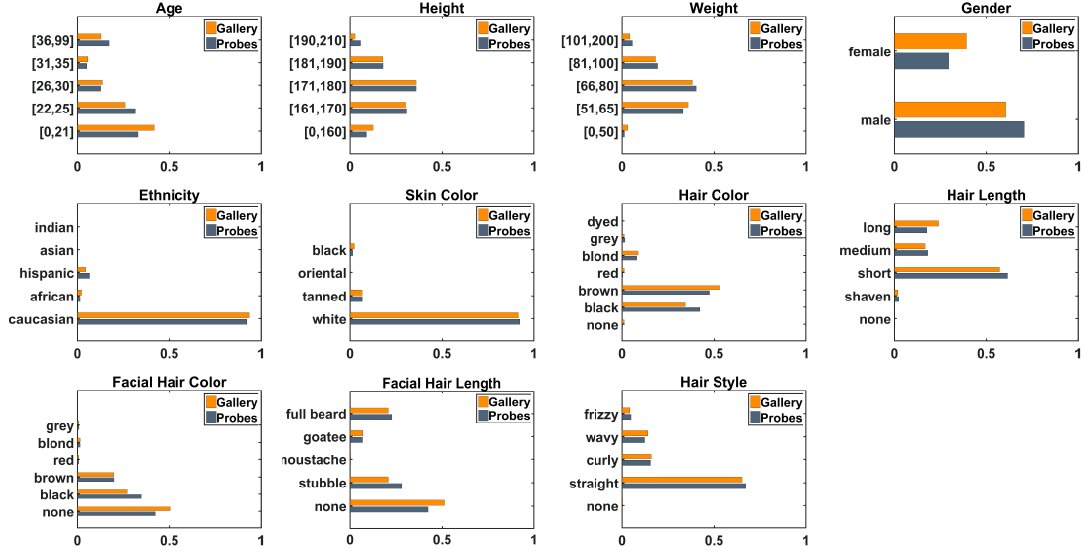 Age
Gallery
Probes
[36,99]
[31,35]
[26,30]
[22,25]
[0,21]
0 0.5 1
Height
Gallery
Probes
[190,210]
[181,190]
[171,180]
[161,170]
[0,160]
0 0.5 1
Weight
Gallery
Probes
[101,200]
[81,100]
[66,80]
[51,65]
[0,50]
0 0.5 1
Gender
Gallery
Probes
female
male
0 0.5 1
Ethnicity
Gallery
Probes
indian
asian
hispanic
african
caucasian
0 0.5 1
Skin Color
Gallery
Probes
black
oriental
tanned
white
0 0.5 1
Hair Color
Gallery
Probes
dyed
grey
blond
red
brown
black
none
0 0.5 1
Hair Length
Gallery
Probes
long
medium
short
shaven
none
0 0.5 1
Facial Hair Color
Gallery
Probes
grey
blond
red
brown
black
none
0 0.5 1
Facial Hair Length
Gallery
Probes
full beard
goatee
moustache
stubble
none
0 0.5 1
Hair Style
Gallery
Probes
frizzy
wavy
curly
straight
none
0 0.5 1